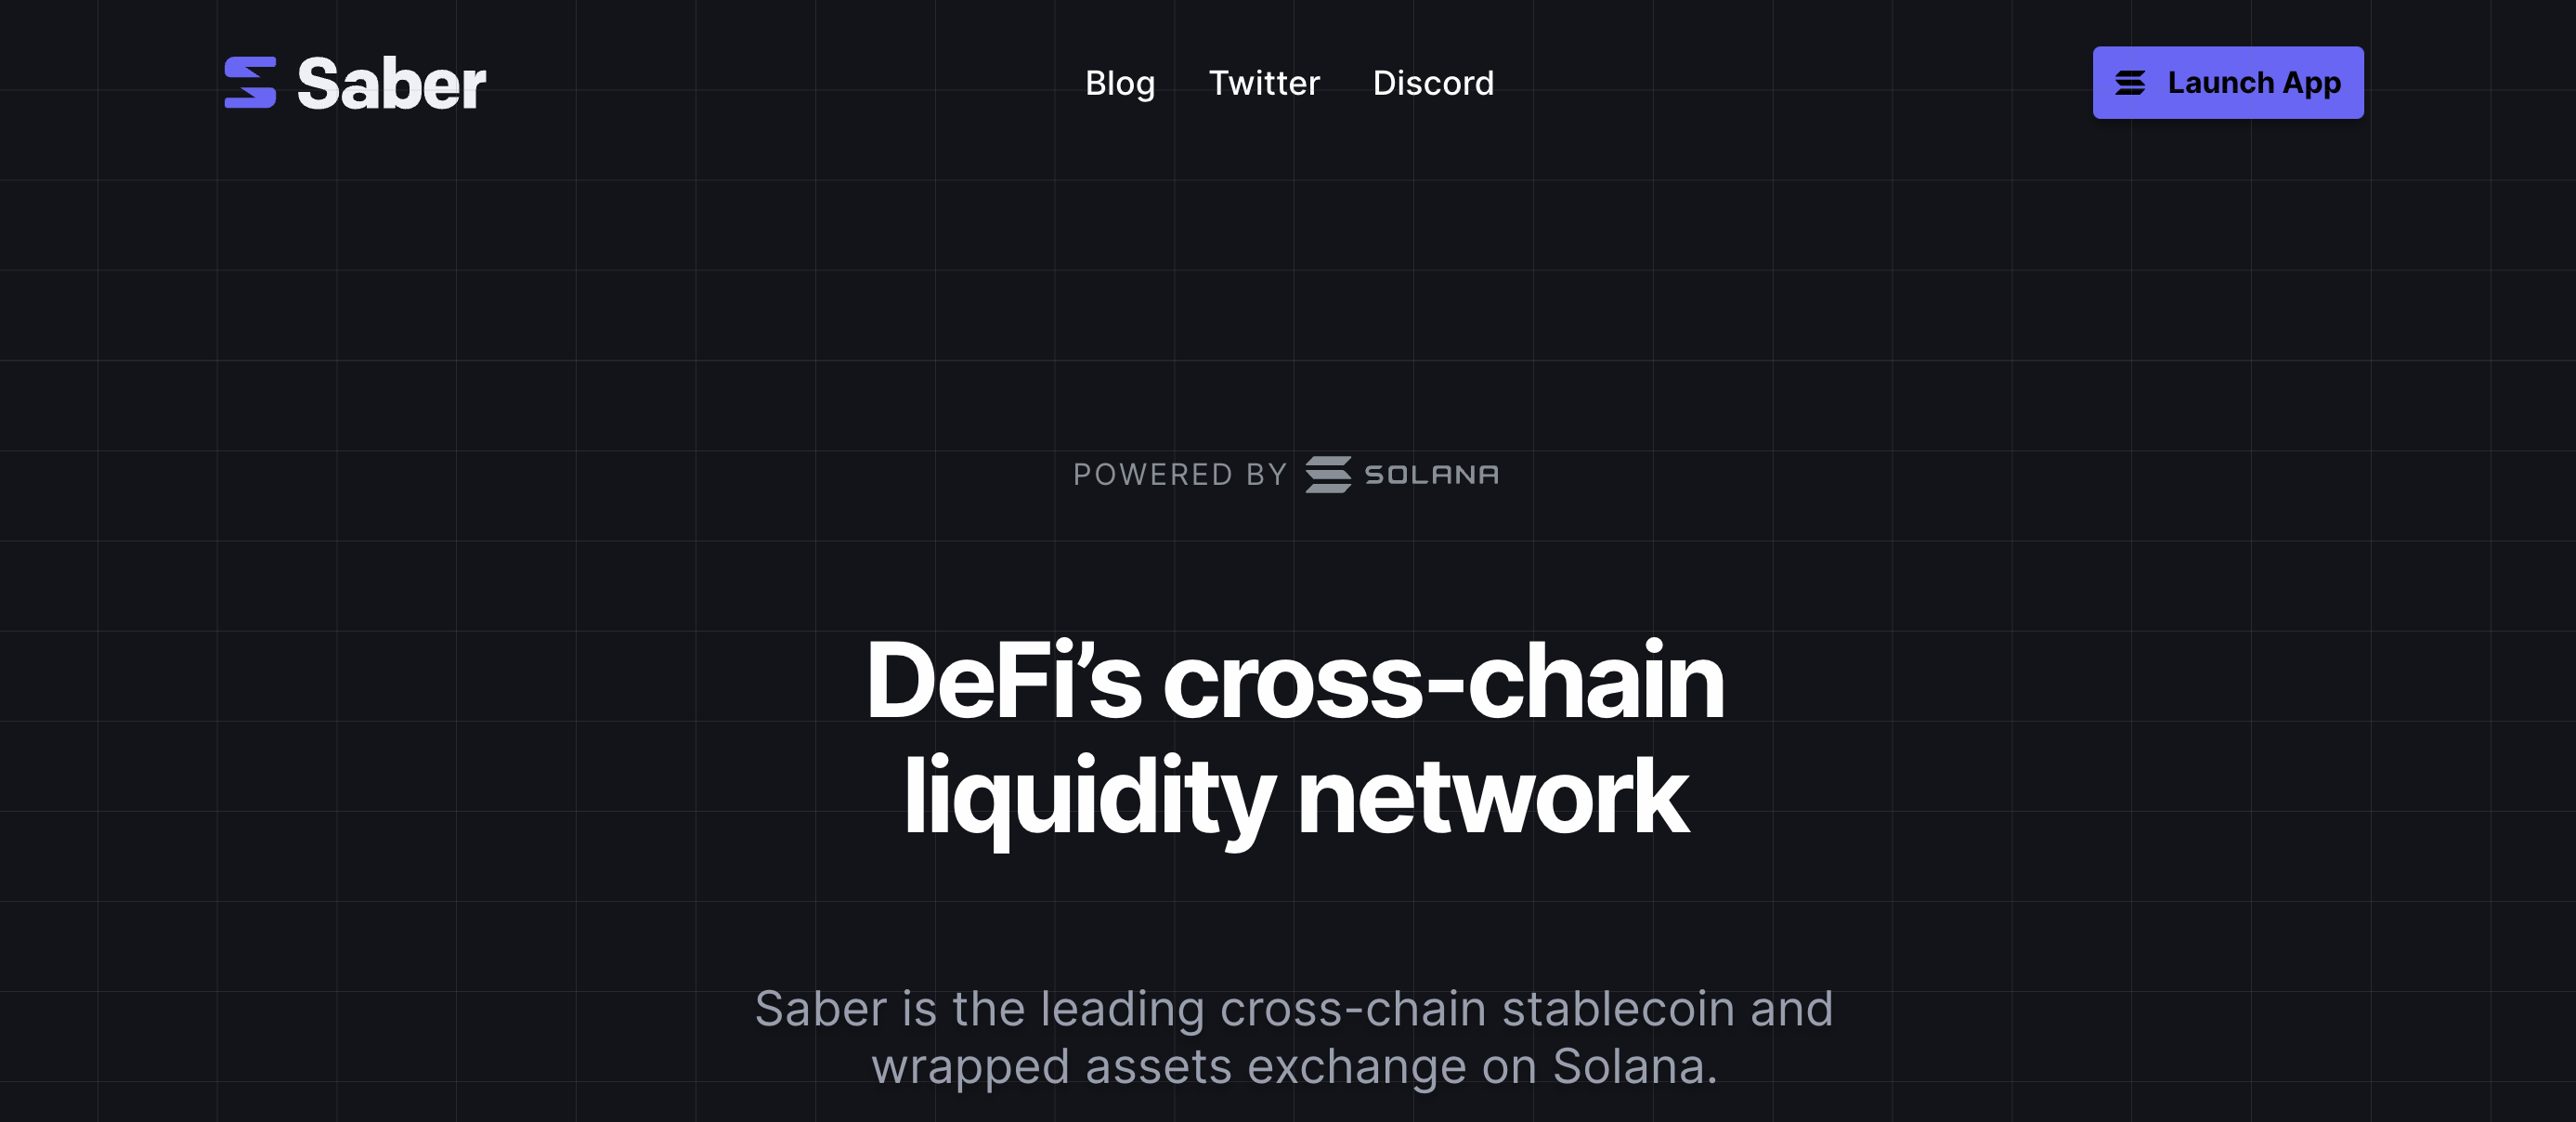 Saber
Blog Twitter Discord
Launch App
POWERED BY SOLANA
DeFi’s cross-chain
liquidity network
Saber is the leading cross-chain stablecoin and
wrapped assets exchange on Solana.